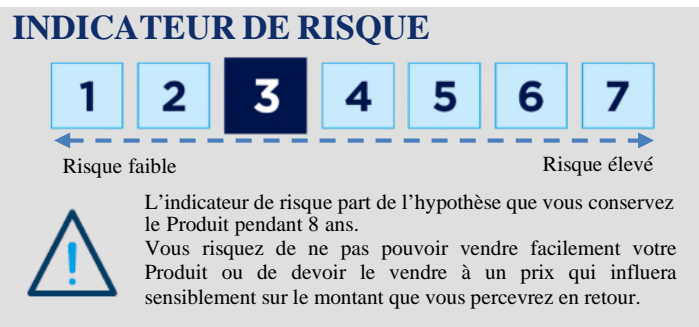 INDICATEUR DE RISQUE
1 2 3 4 5 6 7
Risque faible Risque élevé
L’indicateur de risque part de l’hypothèse que vous conservez
le Produit pendant 8 ans.
Vous risquez de ne pas pouvoir vendre facilement votre
Produit ou de devoir le vendre à un prix qui influera
sensiblement sur le montant que vous percevrez en retour.